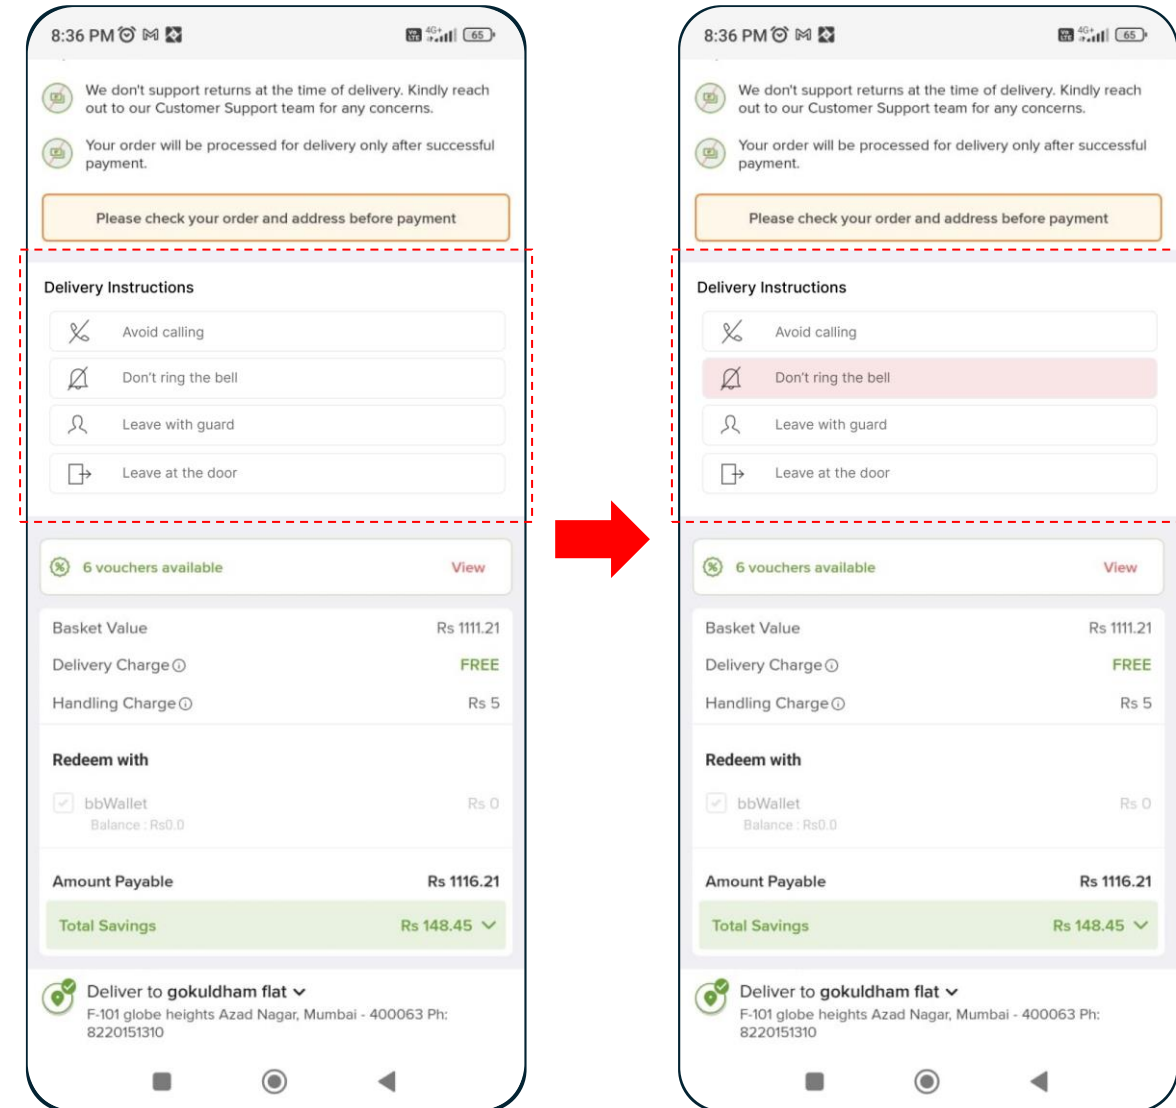 8:36 PM
4G+
65
We don't support returns at the time of delivery. Kindly reach
out to our Customer Support team for any concerns.
Your order will be processed for delivery only after successful
payment.
Please check your order and address before payment
Delivery Instructions
Avoid calling
Don't ring the bell
Leave with guard
Leave at the door
6 vouchers available View
Basket Value Rs 1111.21
Delivery Charge FREE
Handling Charge Rs 5
Redeem with
bbWallet Rs 0
Balance : Rs0.0
Amount Payable Rs 1116.21
Total Savings Rs 148.45
Deliver to gokuldham flat
F-101 globe heights Azad Nagar, Mumbai - 400063 Ph:
8220151310
8:36 PM
4G+
65
We don't support returns at the time of delivery. Kindly reach
out to our Customer Support team for any concerns.
Your order will be processed for delivery only after successful
payment.
Please check your order and address before payment
Delivery Instructions
Avoid calling
Don't ring the bell
Leave with guard
Leave at the door
6 vouchers available View
Basket Value Rs 1111.21
Delivery Charge FREE
Handling Charge Rs 5
Redeem with
bbWallet Rs 0
Balance : Rs0.0
Amount Payable Rs 1116.21
Total Savings Rs 148.45
Deliver to gokuldham flat
F-101 globe heights Azad Nagar, Mumbai - 400063 Ph:
8220151310